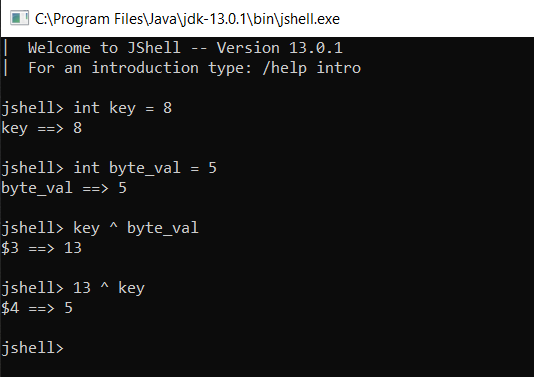 C:\Program Files\Java\jdk-13.0.1\bin\jshell.exe
|  Welcome to JShell -- Version 13.0.1
|  For an introduction type: /help intro
jshell> int key = 8
key ==> 8
jshell> int byte_val = 5
byte_val ==> 5
jshell> key ^ byte_val
$3 ==> 13
jshell> 13 ^ key
$4 ==> 5
jshell>